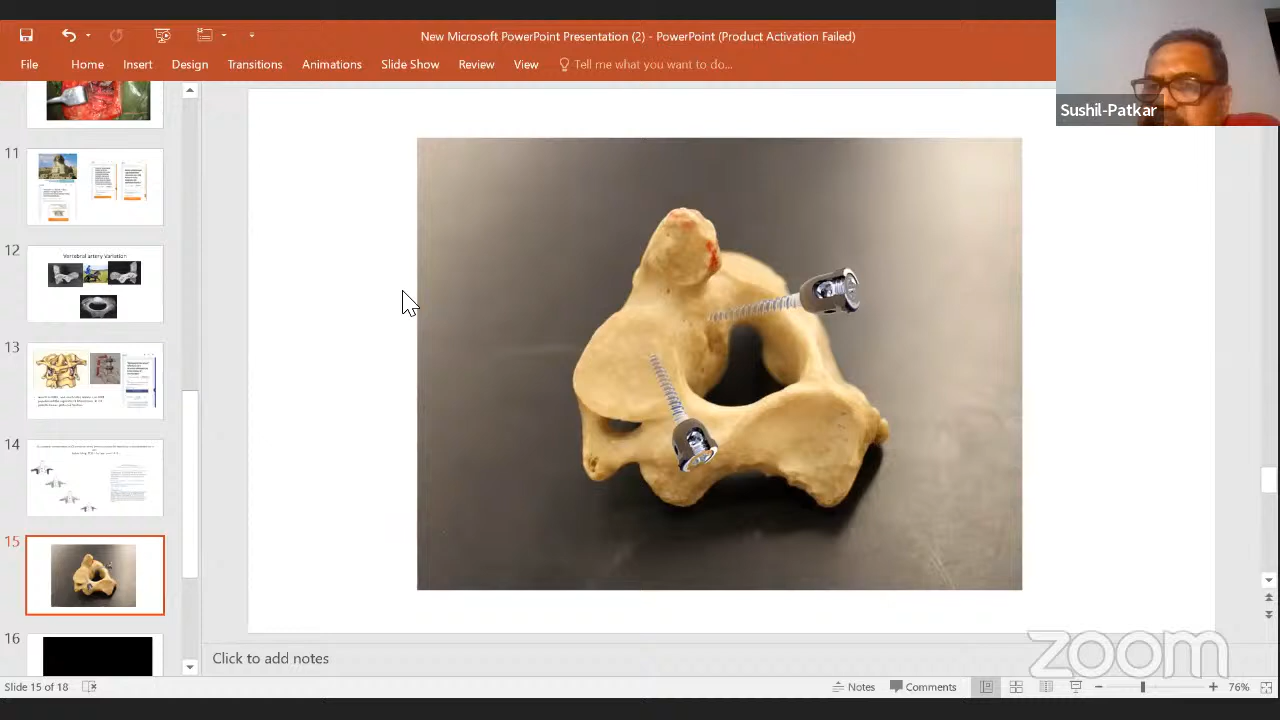 New Microsoft PowerPoint Presentation (2) - PowerPoint (Product Activation Failed)
File Home Insert Design Transitions Animations Slide Show Review View Tell me what you want to do...
Sushil-Patkar
11
12
Vertebral artery Variation
13
14
15
16
Click to add notes
zoom
Slide 15 of 18 Notes Comments 76%